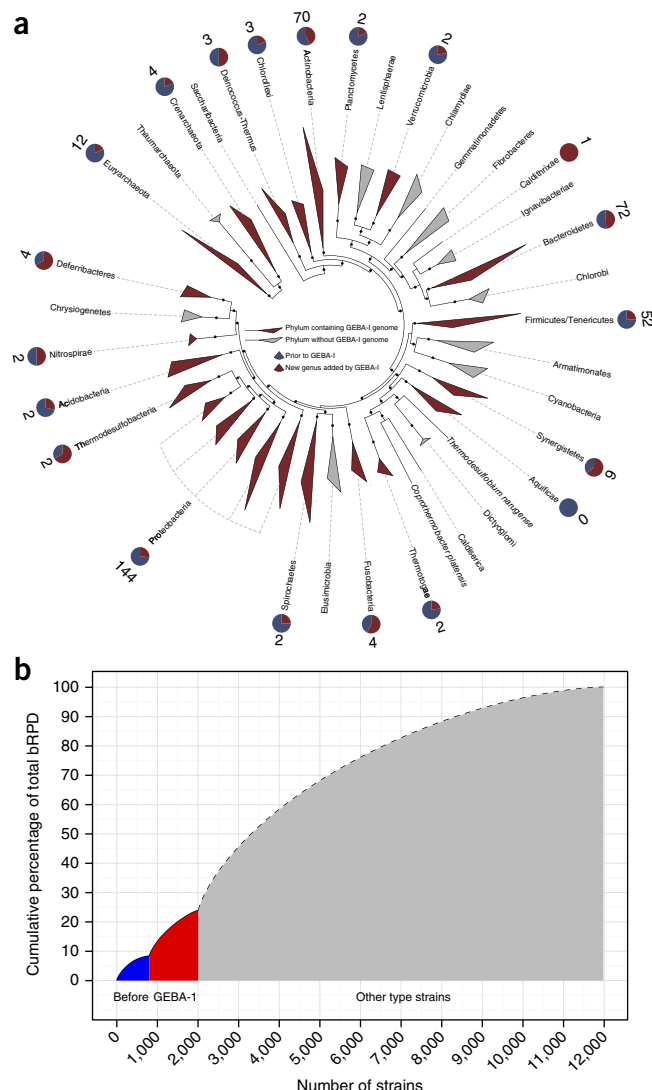 a
70
Actinobacteria
2
Planctomycetes
Lentisphaerae
2
Verrucomicrobia
Chlamydiae
Gemmatimonadetes
Fibrobacteres
1
Caldithrixae
Ignavibacteriae
72
Bacteroidetes
Chlorobi
52
Firmicutes/Tenericutes
Armatimonales
Cyanobacteria
6
Synergistetes
0
Aquificae
Thermodesulfobium narugense
Dictyoglomi
Caldiserica
Coprothermobacter platensis
2
Thermotogae
4
Fusobacteria
Elusimicrobia
2
Spirochaetes
144
Proteobacteria
2
Thermodesulfobacteria
2
Acidobacteria
2
Nitrospirae
Chrysiogenetes
4
Deferribacteres
12
Euryarchaeota
Thaumarchaeota
4
Crenarchaeota
Saccharibacteria
3
Deinococcus-Thermus
3
Chloroflexi
Phylum containing GEBA-I genome
Phylum without GEBA-I genome
Prior to GEBA-I
New genus added by GEBA-I
b
Cumulative percentage of total bRPD
100
90
80
70
60
50
40
30
20
10
0
Before GEBA-1 Other type strains
0 1,000 2,000 3,000 4,000 5,000 6,000 7,000 8,000 9,000 10,000 11,000 12,000
Number of strains